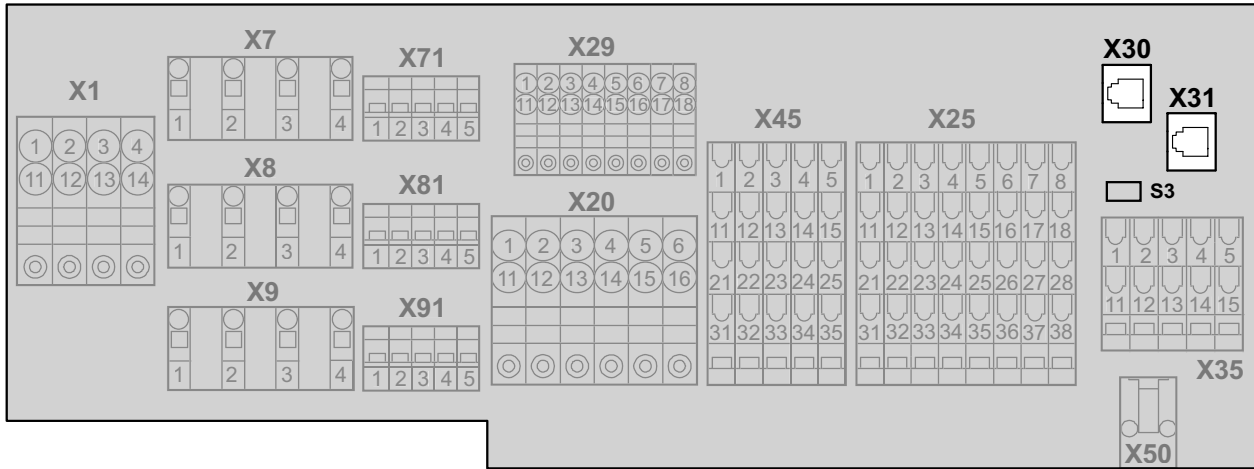 X1
1 2 3 4
11 12 13 14
X7
1 2 3 4
X8
1 2 3 4
X9
1 2 3 4
X71
1 2 3 4 5
X81
1 2 3 4 5
X91
1 2 3 4 5
X29
1 2 3 4 5 6 7 8
11 12 13 14 15 16 17 18
X20
1 2 3 4 5 6
11 12 13 14 15 16
X45
1 2 3 4 5
11 12 13 14 15
21 22 23 24 25
31 32 33 34 35
X25
1 2 3 4 5 6 7 8
11 12 13 14 15 16 17 18
21 22 23 24 25 26 27 28
31 32 33 34 35 36 37 38
X30
X31
S3
1 2 3 4 5
11 12 13 14 15
X35
X50